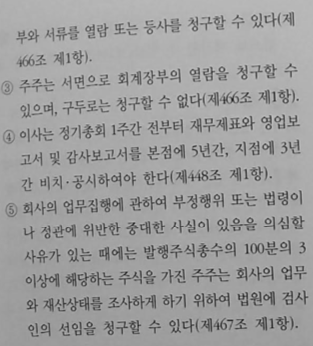 부와 서류를 열람 또는 등사를 청구할 수 있다(제
466조 제1항).
③ 주주는 서면으로 회계장부의 열람을 청구할 수
있으며, 구두로는 청구할 수 없다(제466조 제1항).
④ 이사는 정기총회 1주간 전부터 재무제표와 영업보
고서 및 감사보고서를 본점에 5년간, 지점에 3년
간 비치·공시하여야 한다(제448조 제1항).
⑤ 회사의 업무집행에 관하여 부정행위 또는 법령이
나 정관에 위반한 중대한 사실이 있음을 의심할
사유가 있는 때에는 발행주식총수의 100분의 3
이상에 해당하는 주식을 가진 주주는 회사의 업무
와 재산상태를 조사하게 하기 위하여 법원에 검사
인의 선임을 청구할 수 있다(제467조 제1항).